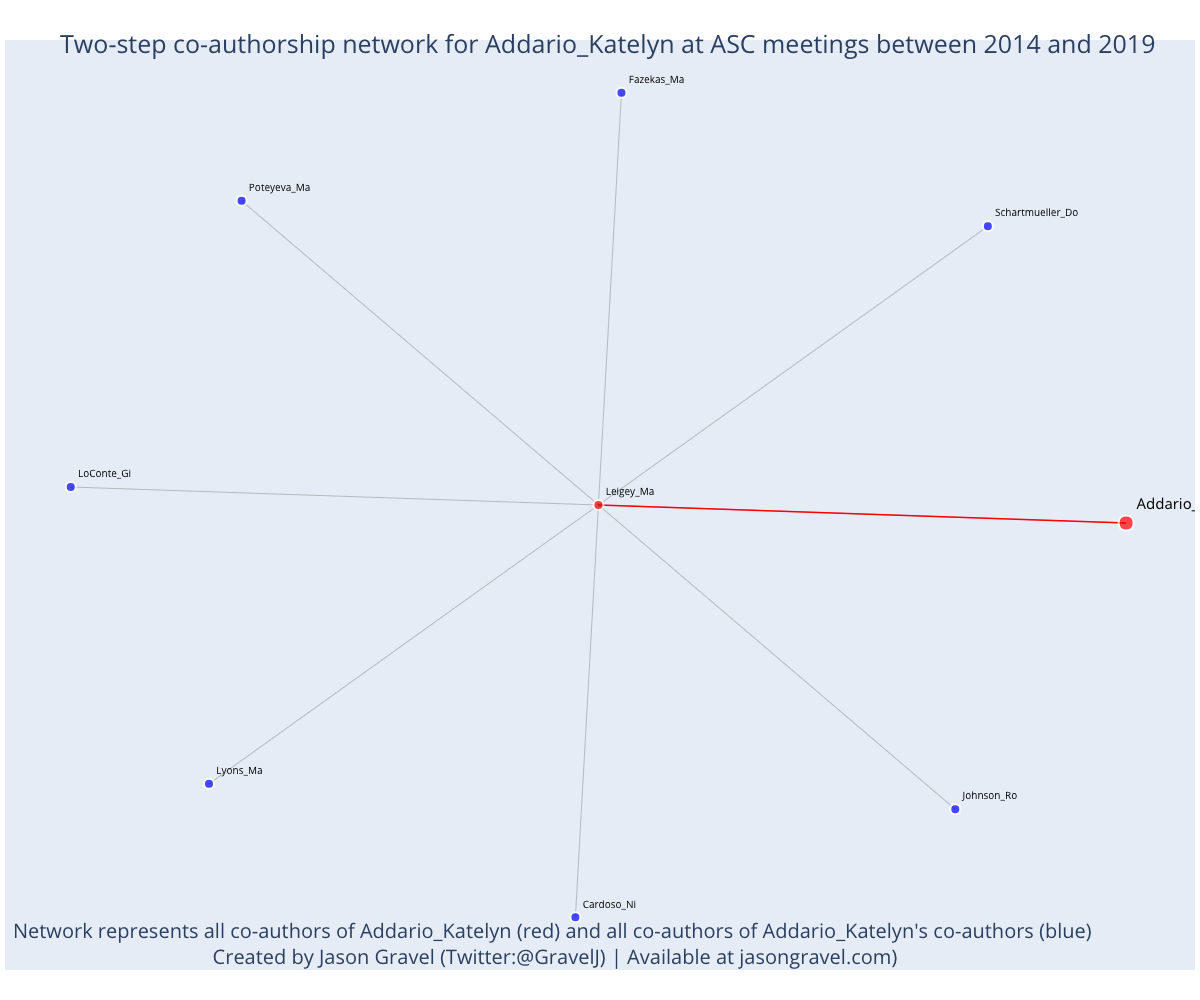 Two-step co-authorship network for Addario_Katelyn at ASC meetings between 2014 and 2019
Fazekas_Ma
Poteyeva_Ma
Schartmueller_Do
LoConte_Gi
Leigey_Ma
Addario_
Lyons_Ma
Johnson_Ro
Cardoso_Ni
Network represents all co-authors of Addario_Katelyn (red) and all co-authors of Addario_Katelyn's co-authors (blue)
Created by Jason Gravel (Twitter:@GravelJ) | Available at jasongravel.com)